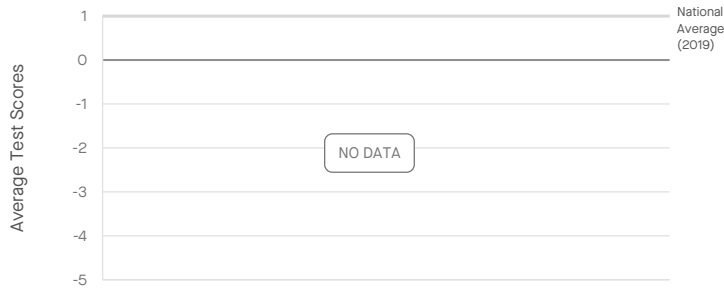 Average Test Scores
1
0
-1
-2
-3
-4
-5
NO DATA
National
Average
(2019)